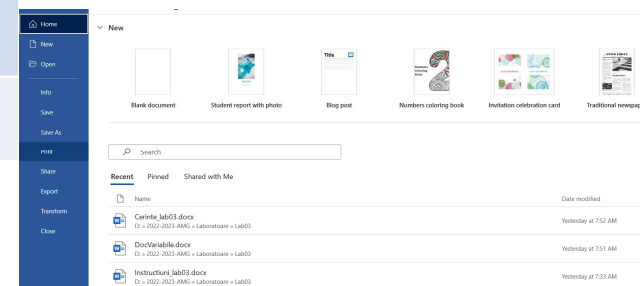 Home
New
Open
Info
Save
Save As
Print
Share
Export
Transform
Close
New
Title
Blank document
Student report with photo
Blog post
Numbers coloring book
Invitation celebration card
Traditional newspap
Search
Recent Pinned Shared with Me
Name Date modified
Cerinte_lab03.docx
D: » 2022-2023-AMG » Laboratoare » Lab03
Yesterday at 7:52 AM
DocVariabile.docx
D: » 2022-2023-AMG » Laboratoare » Lab03
Yesterday at 7:51 AM
Instructiuni_lab03.docx
D: » 2022-2023-AMG » Laboratoare » Lab03
Yesterday at 7:33 AM